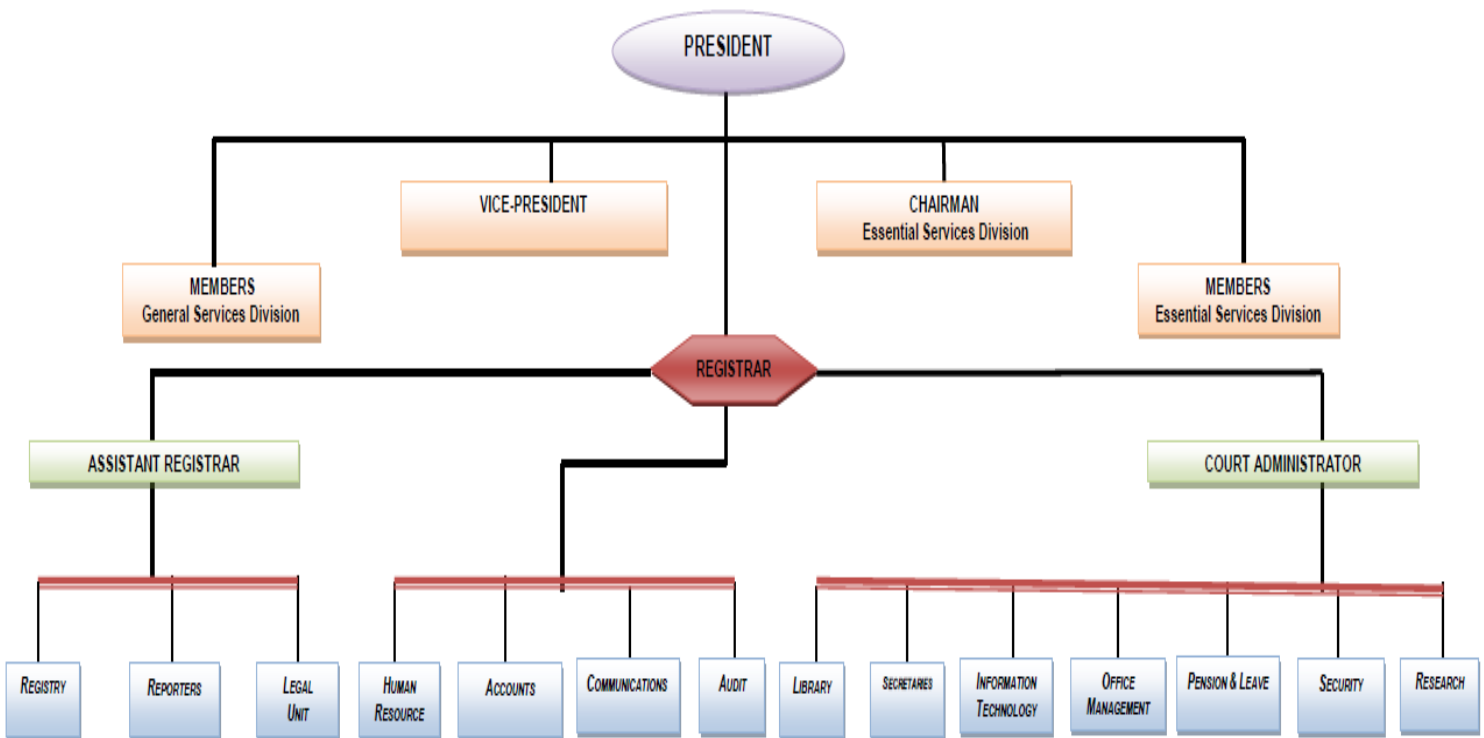 PRESIDENT
VICE-PRESIDENT
CHAIRMAN
Essential Services Division
MEMBERS
General Services Division
MEMBERS
Essential Services Division
REGISTRAR
ASSISTANT REGISTRAR
COURT ADMINISTRATOR
REGISTRY
REPORTERS
LEGAL
UNIT
HUMAN
RESOURCE
ACCOUNTS
COMMUNICATIONS
AUDIT
LIBRARY
SECRETARIES
INFORMATION
TECHNOLOGY
OFFICE
MANAGEMENT
PENSION & LEAVE
SECURITY
RESEARCH